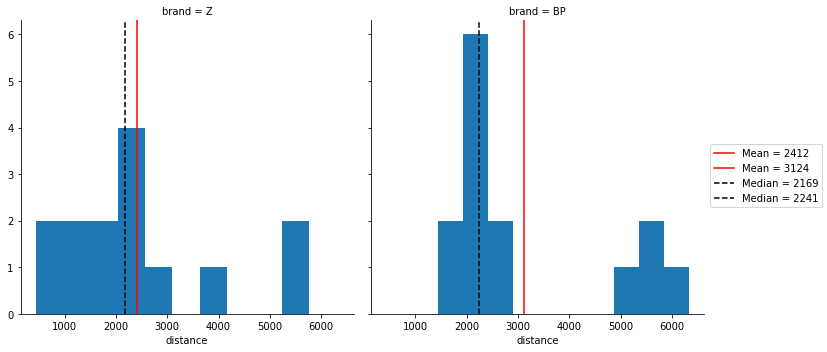 brand = Z
brand = BP
6
5
4
3
2
1
0
1000 2000 3000 4000 5000 6000
distance
1000 2000 3000 4000 5000 6000
distance
Mean = 2412
Mean = 3124
Median = 2169
Median = 2241